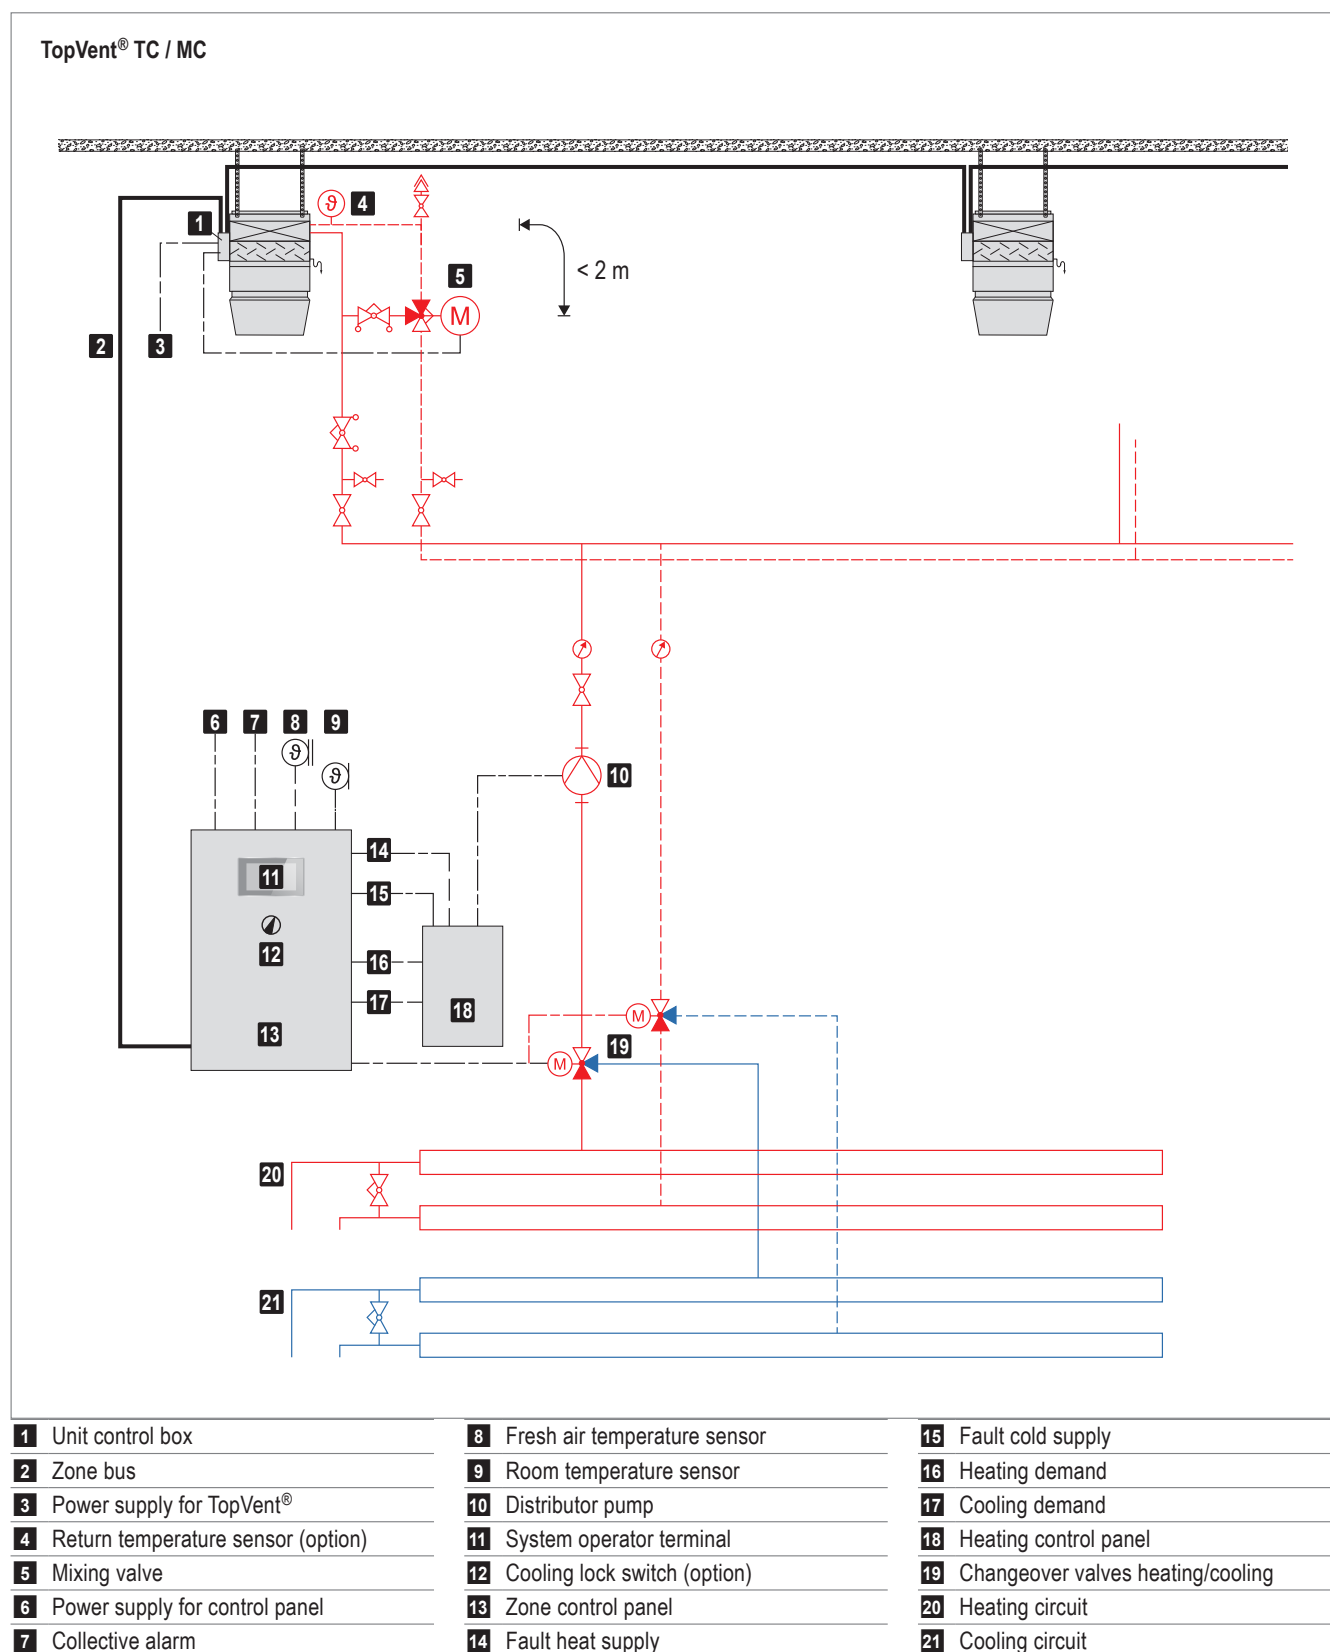 TopVent® TC / MC
ϑ 4
1
5
< 2 m
M
2
3
6 7 8 9
ϑ
ϑ
10
14
11
15
12
16
17
18
13
M
19
M
20
21
1 Unit control box
2 Zone bus
3 Power supply for TopVent®
4 Return temperature sensor (option)
5 Mixing valve
6 Power supply for control panel
7 Collective alarm
8 Fresh air temperature sensor
9 Room temperature sensor
10 Distributor pump
11 System operator terminal
12 Cooling lock switch (option)
13 Zone control panel
14 Fault heat supply
15 Fault cold supply
16 Heating demand
17 Cooling demand
18 Heating control panel
19 Changeover valves heating/cooling
20 Heating circuit
21 Cooling circuit